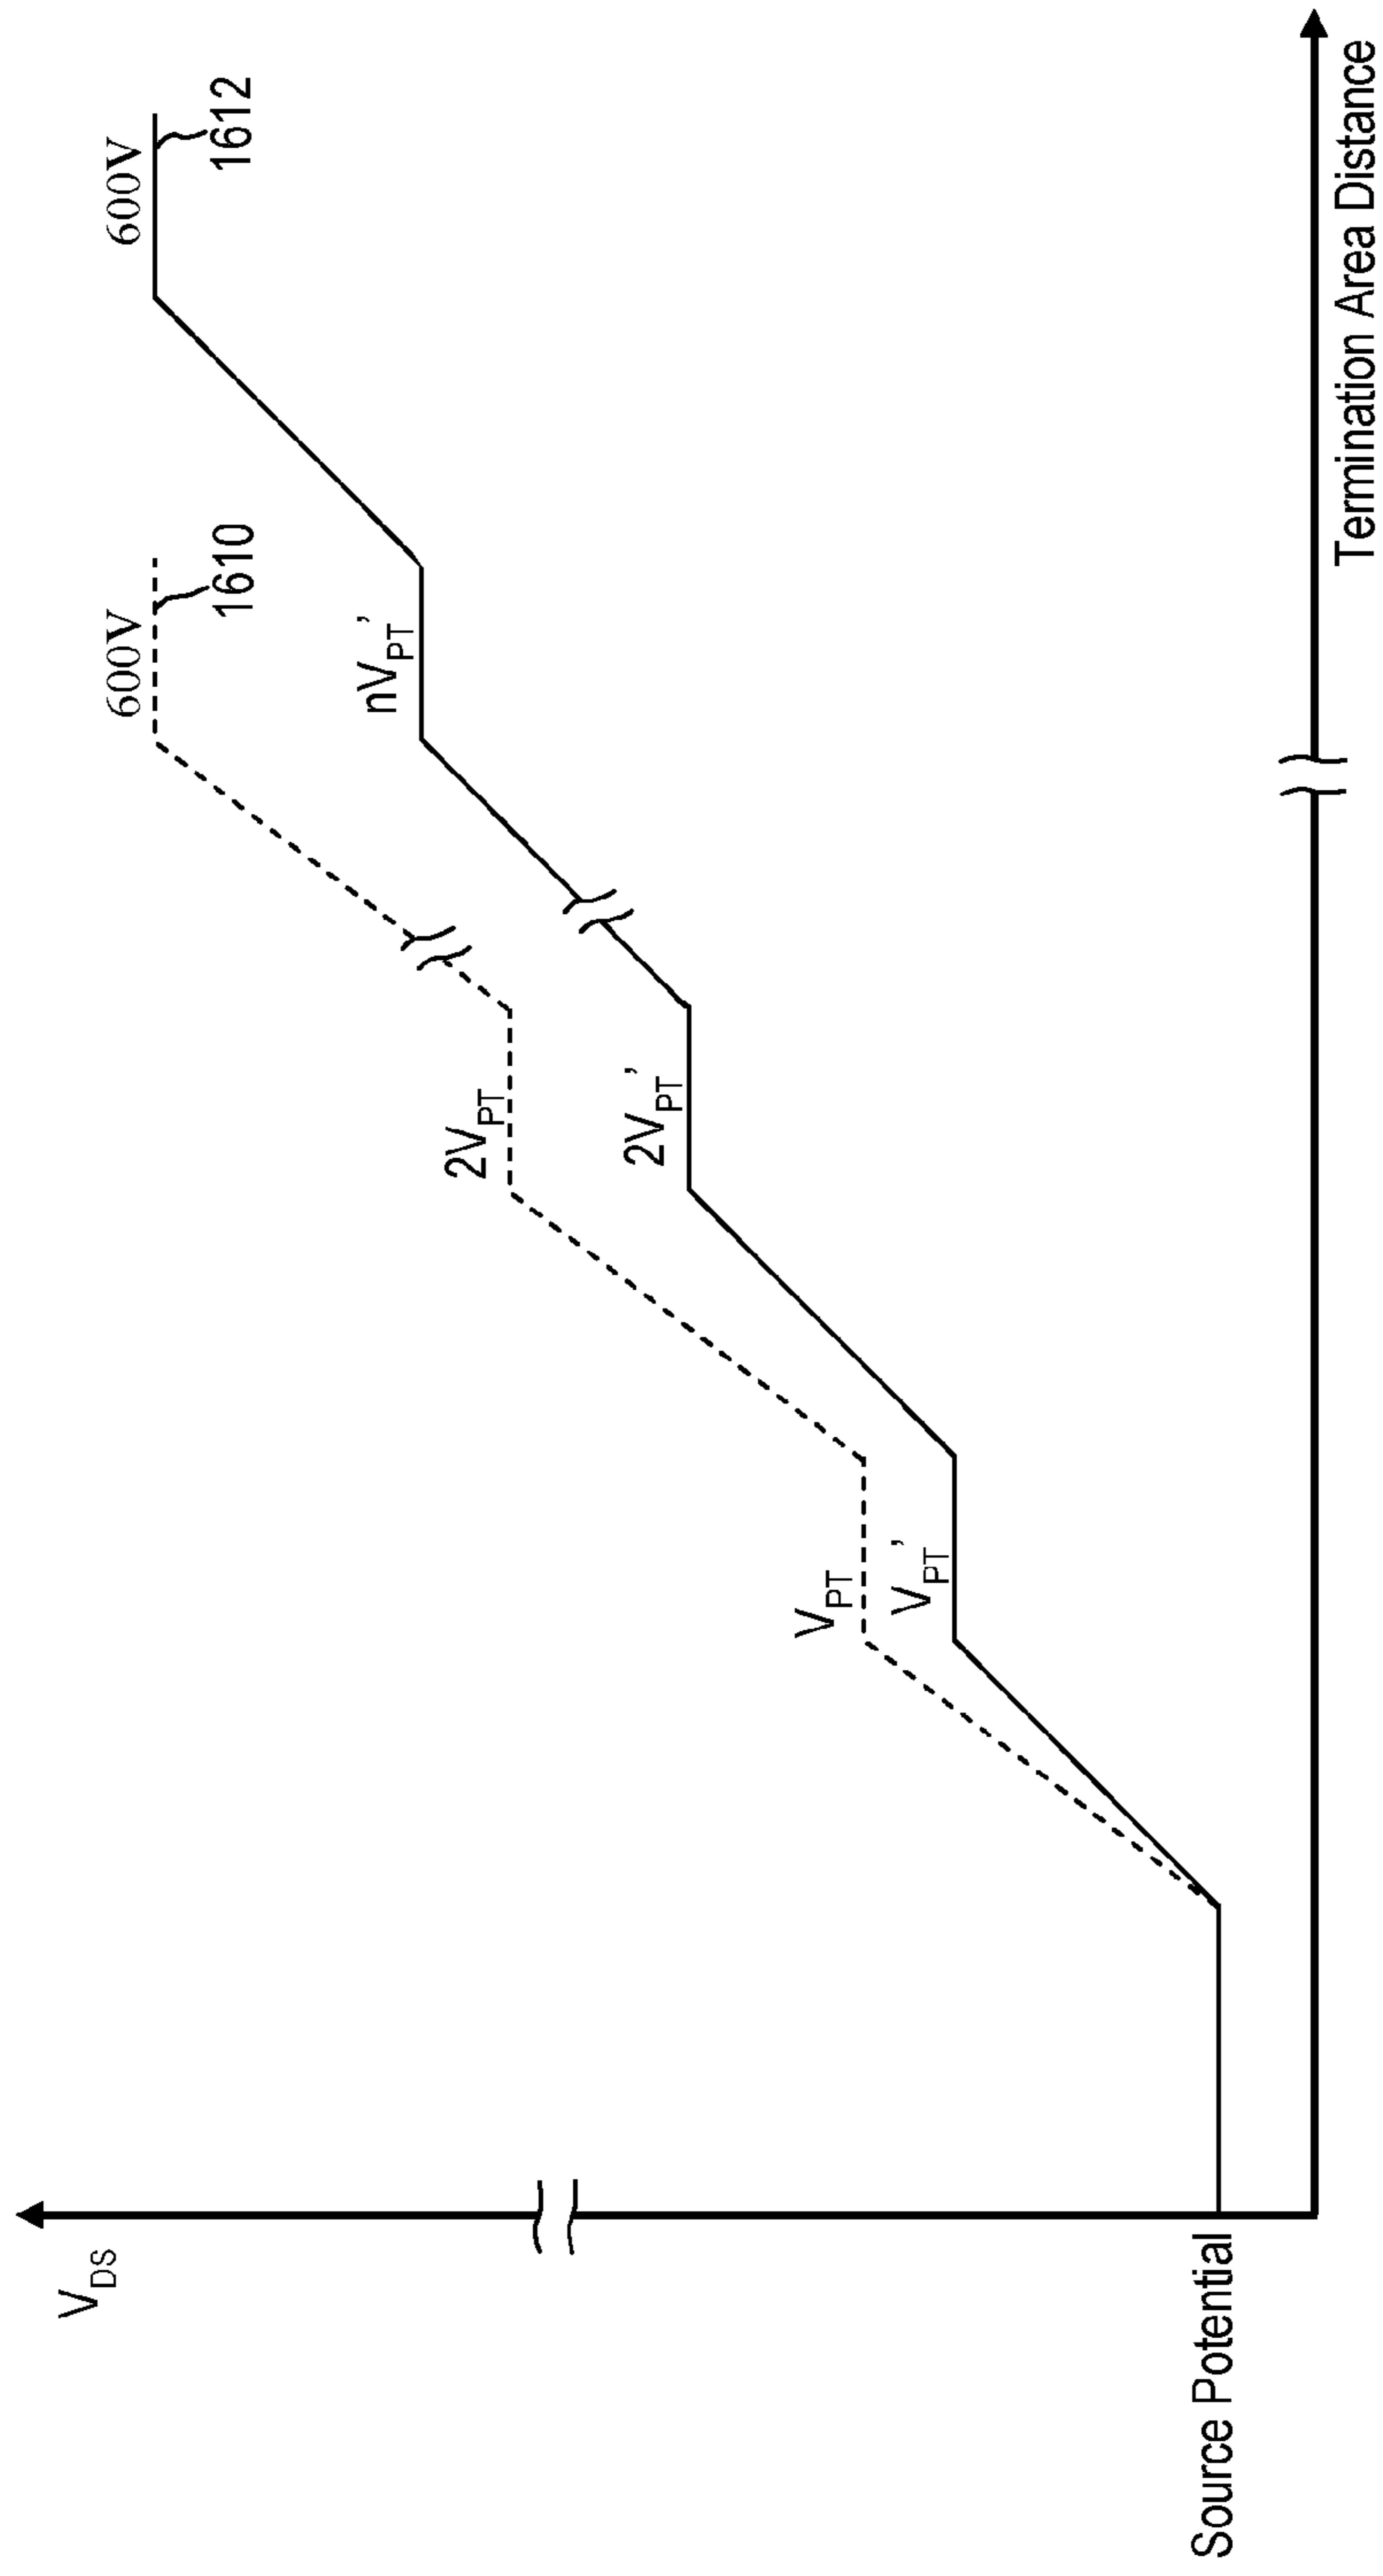 V_DS
600V
1610
600V
1612
2V_PT
nV_PT'
2V_PT'
V_PT
V_PT'
Source Potential
Termination Area Distance